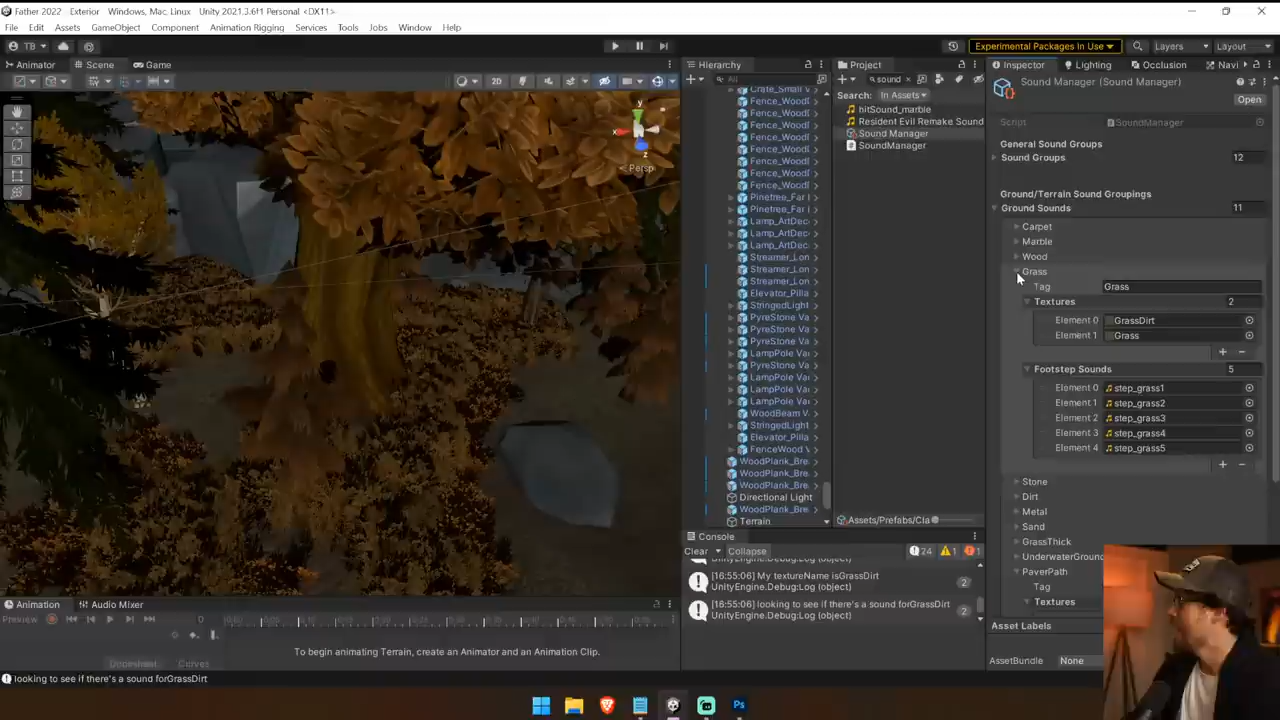 Father 2022 Exterior Windows, Mac, Linux Unity 2021.3.6f1 Personal <DX11>
File Edit Assets GameObject Component Animation Rigging Services Tools Jobs Window Help
TB Experimental Packages In Use Layers Layout
Animator Scene Game
2D
y
x
z
Persp
Hierarchy
All
Crate_Small V
Fence_Wood
Fence_Wood
Fence_Wood
Fence_Wood
Fence_Wood
Fence_Wood
Fence_Wood
Fence_Wood
Pinetree_Far
Pinetree_Far
Lamp_ArtDec
Lamp_ArtDec
Lamp_ArtDec
Streamer_Lon
Streamer_Lon
Streamer_Lon
Elevator_Pilla
StringedLight
PyreStone Va
PyreStone Va
PyreStone Va
LampPole Va
PyreStone Va
LampPole Va
LampPole Va
LampPole Va
WoodBeam V
StringedLight
Elevator_Pilla
FenceWood V
WoodPlank_Bre
WoodPlank_Bre
WoodPlank_Bre
Directional Light
WoodPlank_Bre
Terrain
Project
sound
Search: In Assets
hitSound_marble
Resident Evil Remake Sound
Sound Manager
SoundManager
Assets/Prefabs/Cla
Console
Clear Collapse 24 1 1
UnityEngine.Debug:Log (object)
[16:55:06] My textureName isGrassDirt
UnityEngine.Debug:Log (object)
2
[16:55:06] looking to see if there's a sound forGrassDirt
UnityEngine.Debug:Log (object)
2
Inspector Lighting Occlusion Navi
Sound Manager (Sound Manager)
Open
Script SoundManager
General Sound Groups
Sound Groups 12
Ground/Terrain Sound Groupings
Ground Sounds 11
Carpet
Marble
Wood
Grass
Tag Grass
Textures 2
Element 0 GrassDirt
Element 1 Grass
Footstep Sounds 5
Element 0 step_grass1
Element 1 step_grass2
Element 2 step_grass3
Element 3 step_grass4
Element 4 step_grass5
Stone
Dirt
Metal
Sand
GrassThick
UnderwaterGroun
PaverPath
Tag
Textures
Asset Labels
AssetBundle None
Animation Audio Mixer
Preview 0
Dopesheet Curves
To begin animating Terrain, create an Animator and an Animation Clip.
looking to see if there's a sound forGrassDirt
Ps